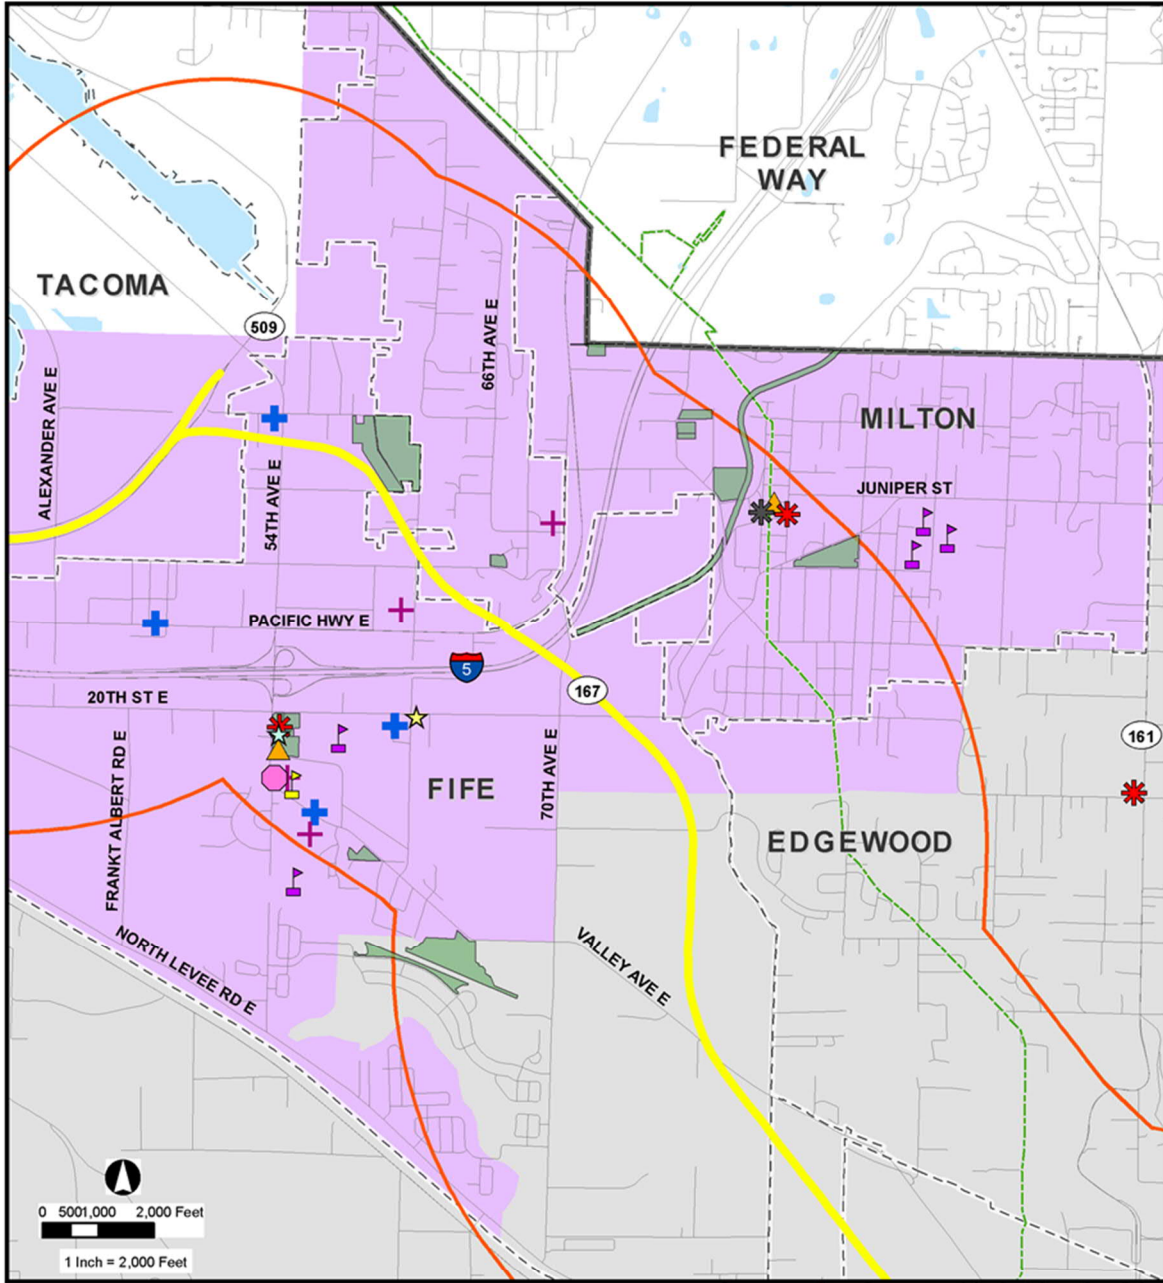 FEDERAL
WAY
TACOMA
509
66TH AVE E
ALEXANDER AVE E
MILTON
54TH AVE E
JUNIPER ST
PACIFIC HWY E
5
167
20TH ST E
161
FRANKT ALBERT RD E
70TH AVE E
FIFE
EDGEWOOD
NORTH LEVEE RD E
VALLEY AVE E
0 500 1,000 2,000 Feet
1 Inch = 2,000 Feet